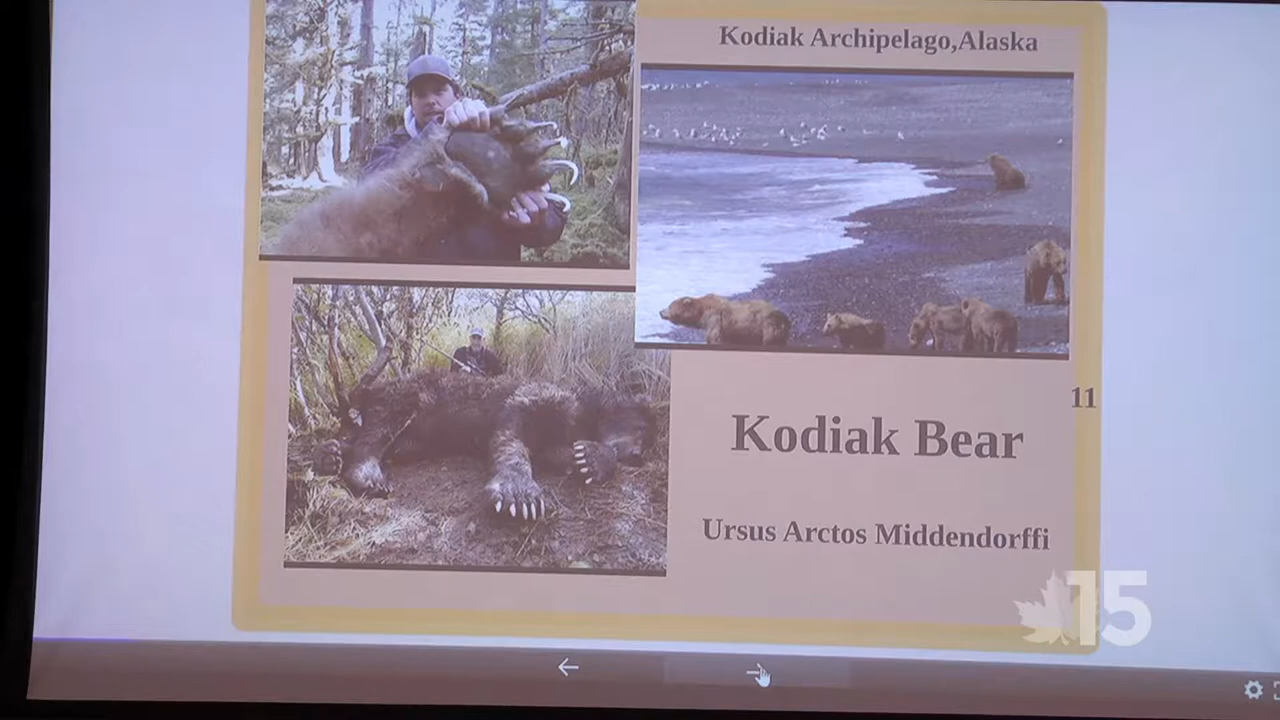 Kodiak Archipelago,Alaska
11
Kodiak Bear
Ursus Arctos Middendorffi
15